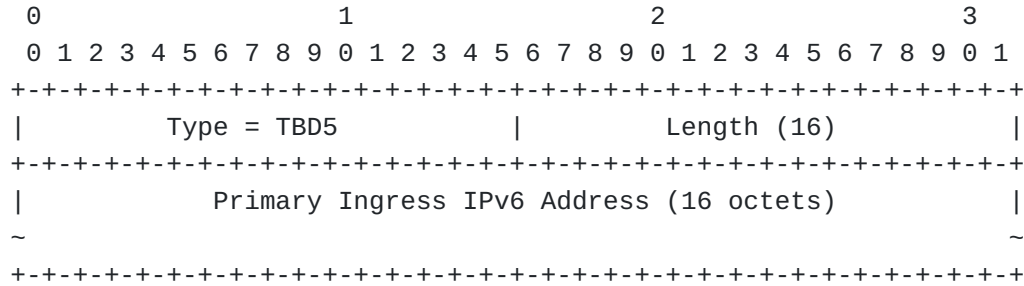 0                   1                   2                   3
 0 1 2 3 4 5 6 7 8 9 0 1 2 3 4 5 6 7 8 9 0 1 2 3 4 5 6 7 8 9 0 1
+-+-+-+-+-+-+-+-+-+-+-+-+-+-+-+-+-+-+-+-+-+-+-+-+-+-+-+-+-+-+-+-+
|         Type = TBD5           |         Length (16)           |
+-+-+-+-+-+-+-+-+-+-+-+-+-+-+-+-+-+-+-+-+-+-+-+-+-+-+-+-+-+-+-+-+
|            Primary Ingress IPv6 Address (16 octets)           |
~                                                               ~
+-+-+-+-+-+-+-+-+-+-+-+-+-+-+-+-+-+-+-+-+-+-+-+-+-+-+-+-+-+-+-+-+